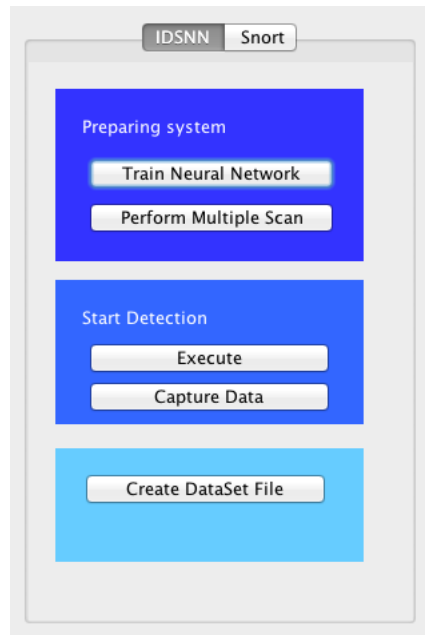 IDSNN Snort
Preparing system
Train Neural Network
Perform Multiple Scan
Start Detection
Execute
Capture Data
Create DataSet File